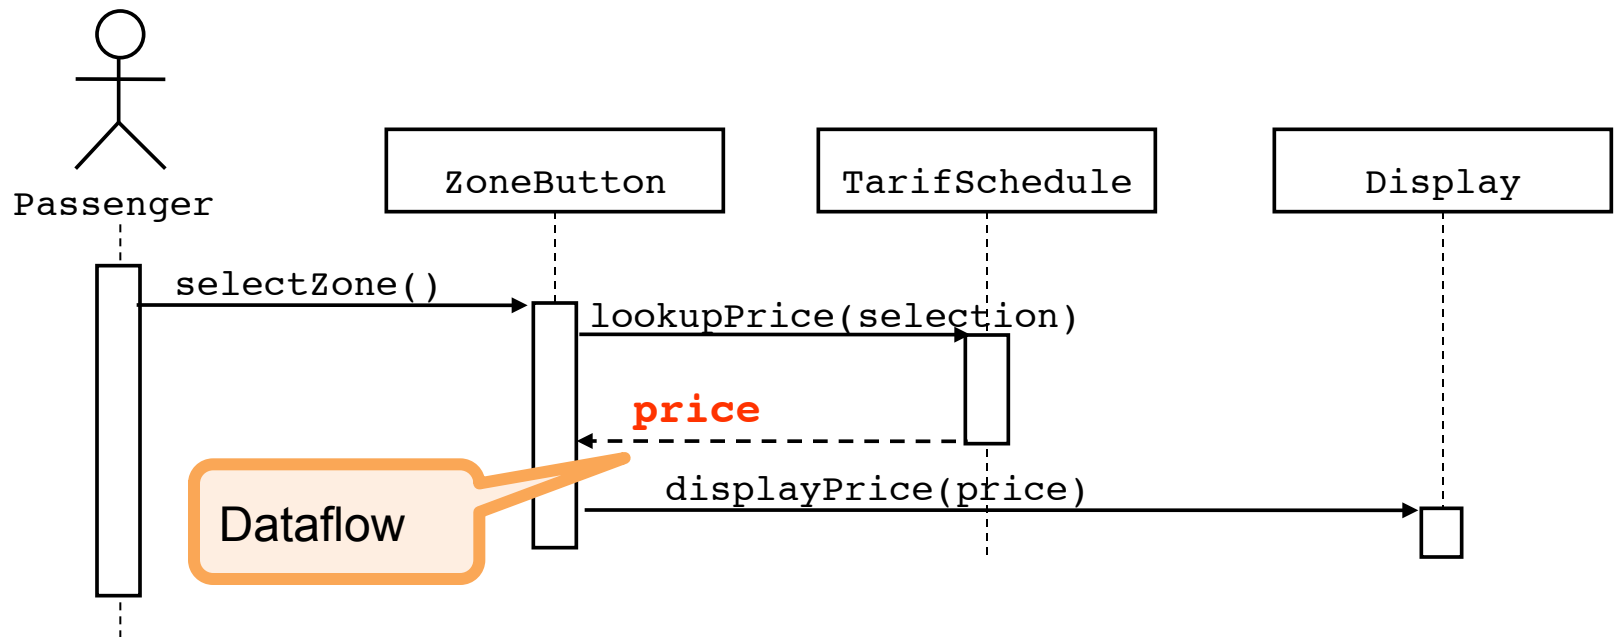 Passenger
ZoneButton
TarifSchedule
Display
selectZone()
lookupPrice(selection)
price
displayPrice(price)
Dataflow